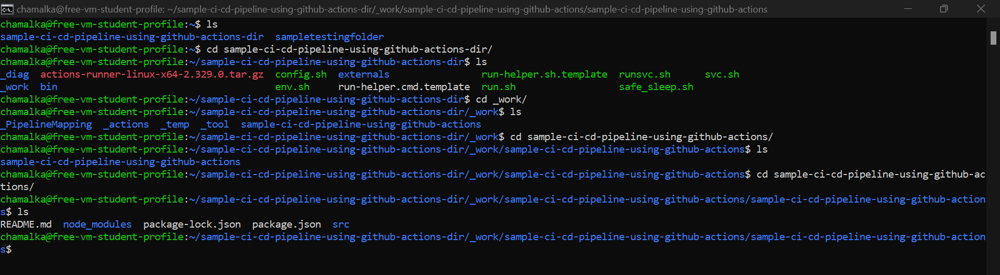 chamalka@free-vm-student-profile: ~/sample-ci-cd-pipeline-using-github-actions-dir/_work/sample-ci-cd-pipeline-using-github-actions/sample-ci-cd-pipeline-using-github-actions
chamalka@free-vm-student-profile:~$ ls
sample-ci-cd-pipeline-using-github-actions-dir  sampletestingfolder
chamalka@free-vm-student-profile:~$ cd sample-ci-cd-pipeline-using-github-actions-dir/
chamalka@free-vm-student-profile:~/sample-ci-cd-pipeline-using-github-actions-dir$ ls
_diag  actions-runner-linux-x64-2.329.0.tar.gz  config.sh  externals                run-helper.sh.template  runsvc.sh      svc.sh
_work  bin                                      env.sh     run-helper.cmd.template  run.sh                  safe_sleep.sh
chamalka@free-vm-student-profile:~/sample-ci-cd-pipeline-using-github-actions-dir$ cd _work/
chamalka@free-vm-student-profile:~/sample-ci-cd-pipeline-using-github-actions-dir/_work$ ls
_PipelineMapping  _actions  _temp  _tool  sample-ci-cd-pipeline-using-github-actions
chamalka@free-vm-student-profile:~/sample-ci-cd-pipeline-using-github-actions-dir/_work$ cd sample-ci-cd-pipeline-using-github-actions/
chamalka@free-vm-student-profile:~/sample-ci-cd-pipeline-using-github-actions-dir/_work/sample-ci-cd-pipeline-using-github-actions$ ls
sample-ci-cd-pipeline-using-github-actions
chamalka@free-vm-student-profile:~/sample-ci-cd-pipeline-using-github-actions-dir/_work/sample-ci-cd-pipeline-using-github-actions$ cd sample-ci-cd-pipeline-using-github-ac
tions/
chamalka@free-vm-student-profile:~/sample-ci-cd-pipeline-using-github-actions-dir/_work/sample-ci-cd-pipeline-using-github-actions/sample-ci-cd-pipeline-using-github-action
s$ ls
README.md  node_modules  package-lock.json  package.json  src
chamalka@free-vm-student-profile:~/sample-ci-cd-pipeline-using-github-actions-dir/_work/sample-ci-cd-pipeline-using-github-actions/sample-ci-cd-pipeline-using-github-action
s$